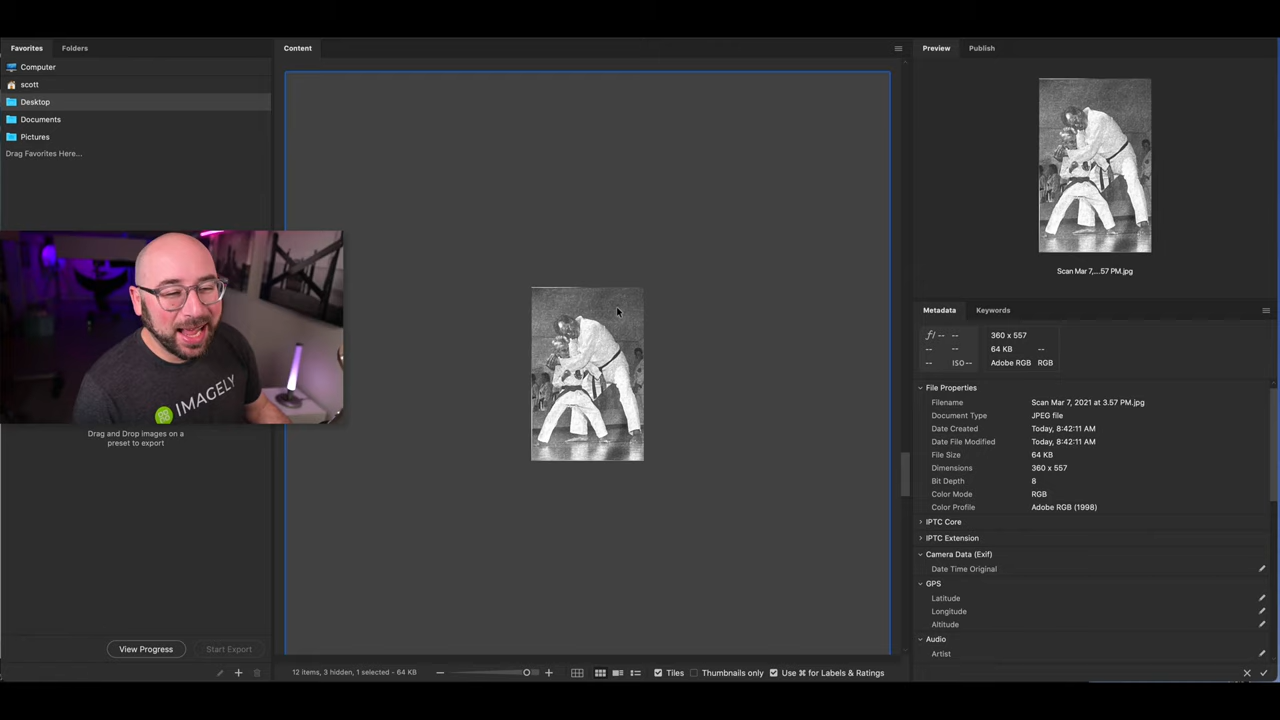 Favorites Folders
Computer
scott
Desktop
Documents
Pictures
Drag Favorites Here...
IMAGELY
Drag and Drop images on a
preset to export
View Progress Start Export
Content
12 items, 3 hidden, 1 selected - 64 KB
Tiles Thumbnails only Use ⌘ for Labels & Ratings
Preview Publish
Scan Mar 7,...57 PM.jpg
Metadata Keywords
f/ -- -- 360 x 557
-- -- 64 KB --
-- ISO-- Adobe RGB RGB
File Properties
Filename Scan Mar 7, 2021 at 3.57 PM.jpg
Document Type JPEG file
Date Created Today, 8:42:11 AM
Date File Modified Today, 8:42:11 AM
File Size 64 KB
Dimensions 360 x 557
Bit Depth 8
Color Mode RGB
Color Profile Adobe RGB (1998)
IPTC Core
IPTC Extension
Camera Data (Exif)
Date Time Original
GPS
Latitude
Longitude
Altitude
Audio
Artist